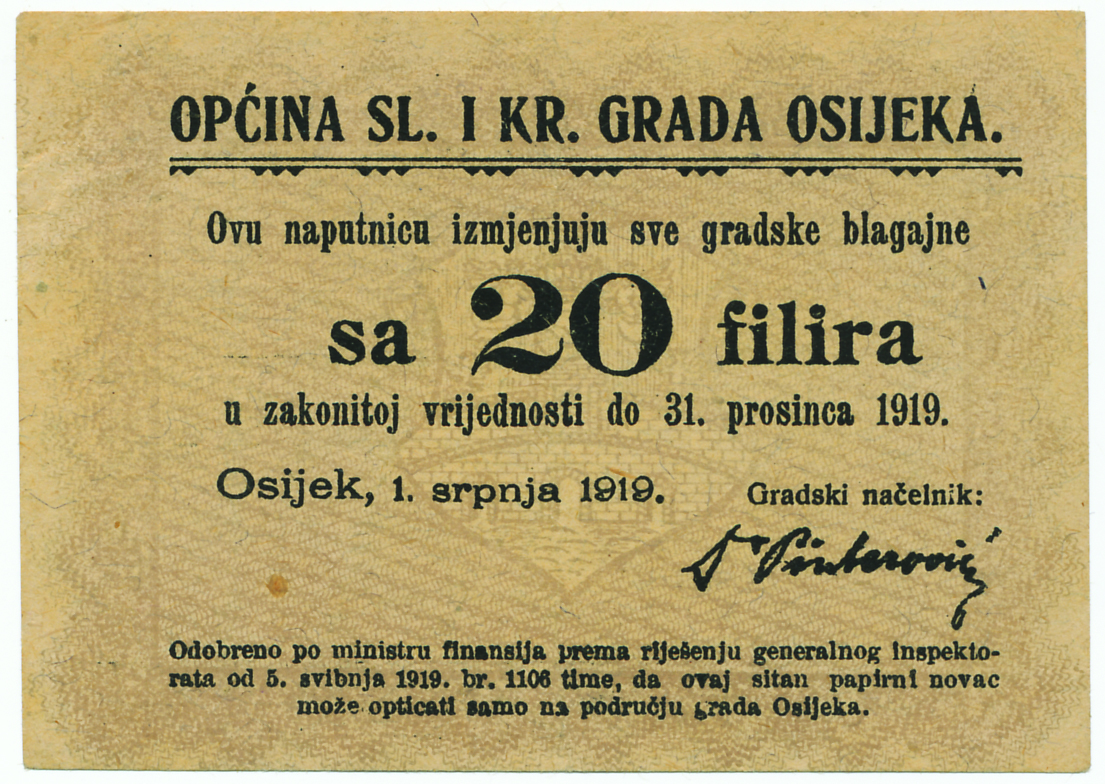 OPĆINA SL. I KR. GRADA OSIJEKA.
Ovu naputnicu izmjenjuju sve gradske blagajne
sa 20 filira
u zakonitoj vrijednosti do 31. prosinca 1919.
Osijek, 1. srpnja 1919.
Gradski načelnik:
Dr Pinterović
Odobreno po ministru finansija prema riješenju generalnog inspekto-
rata od 5. svibnja 1919. br. 1106 time, da ovaj sitan papirni novac
može opticati samo na području grada Osijeka.